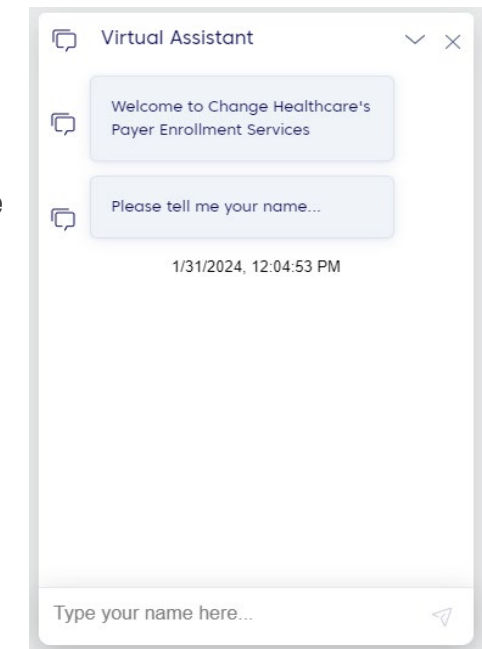 Virtual Assistant
Welcome to Change Healthcare's
Payer Enrollment Services
Please tell me your name...
1/31/2024, 12:04:53 PM
Type your name here...